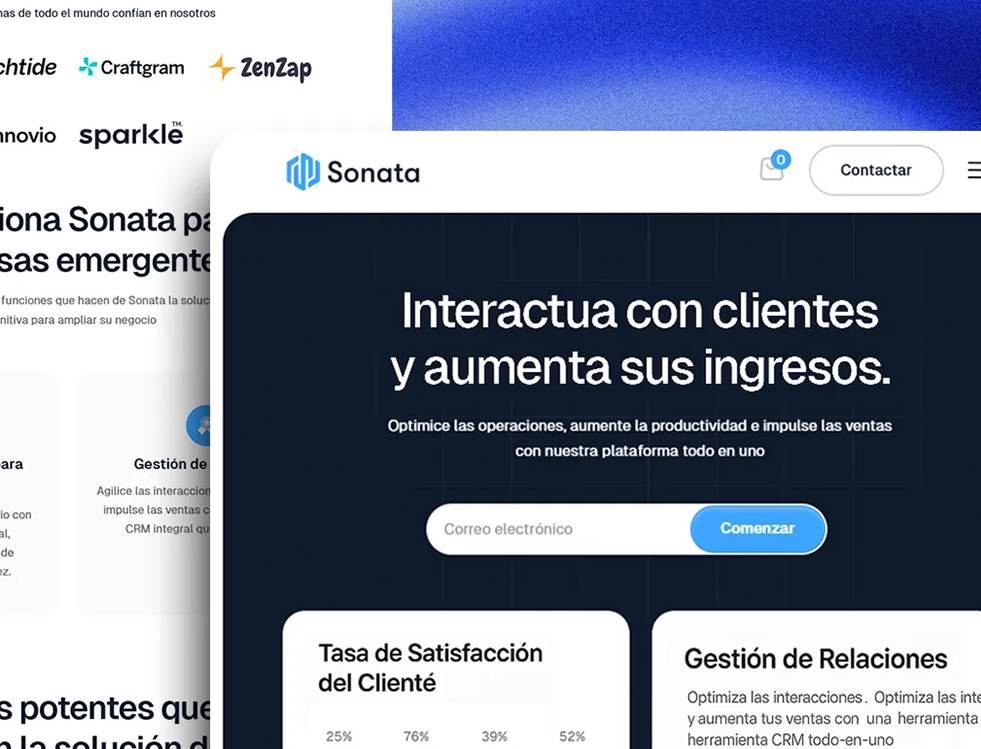 nas de todo el mundo confían en nosotros
chtide
Craftgram
ZenZap
nnovio
sparkle™
iona Sonata pa
sas emergente
funciones que hacen de Sonata la soluc
nitiva para ampliar su negocio
ara
io con
al,
de
ez.
Gestión de
Agilice las interaccion
impulse las ventas c
CRM integral qu
s potentes que
n la solución d
Sonata
0
Contactar
Interactua con clientes
y aumenta sus ingresos.
Optimice las operaciones, aumente la productividad e impulse las ventas
con nuestra plataforma todo en uno
Correo electrónico
Comenzar
Tasa de Satisfacción
del Clienté
25% 76% 39% 52%
Gestión de Relaciones
Optimiza las interacciones. Optimiza las inte
y aumenta tus ventas con una herramienta
herramienta CRM todo-en-uno